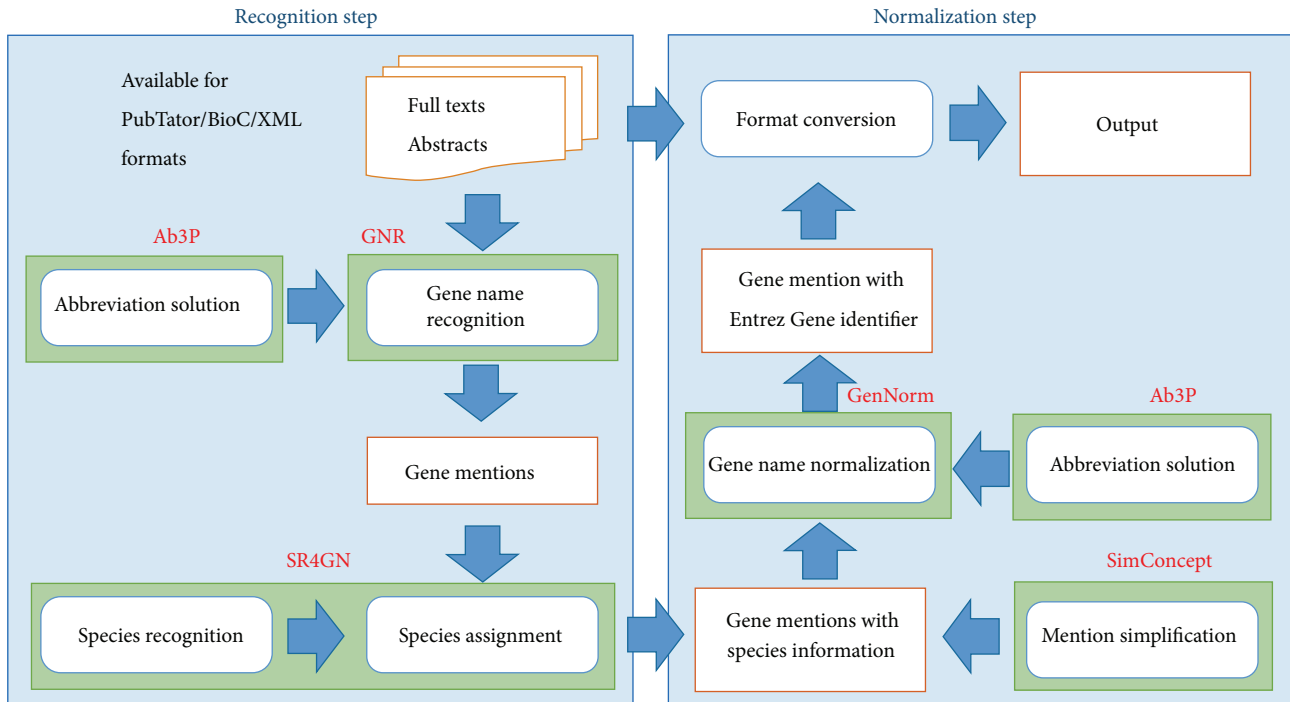 Recognition step
Available for
PubTator/BioC/XML
formats
Full texts
Abstracts
Ab3P
GNR
Abbreviation solution
Gene name
recognition
Gene mentions
SR4GN
Species recognition
Species assignment
Normalization step
Format conversion
Output
Gene mention with
Entrez Gene identifier
GenNorm
Ab3P
Gene name normalization
Abbreviation solution
SimConcept
Gene mentions with
species information
Mention simplification